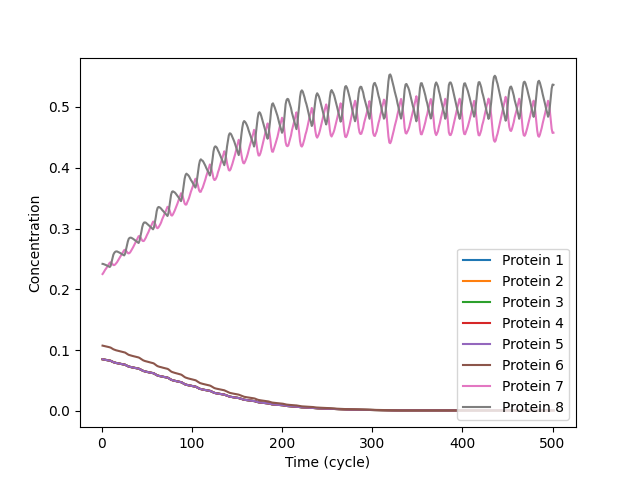 0.5
0.4
0.3
0.2
0.1
0.0
Concentration
0
100
200
300
400
500
Time (cycle)
Protein 1
Protein 2
Protein 3
Protein 4
Protein 5
Protein 6
Protein 7
Protein 8